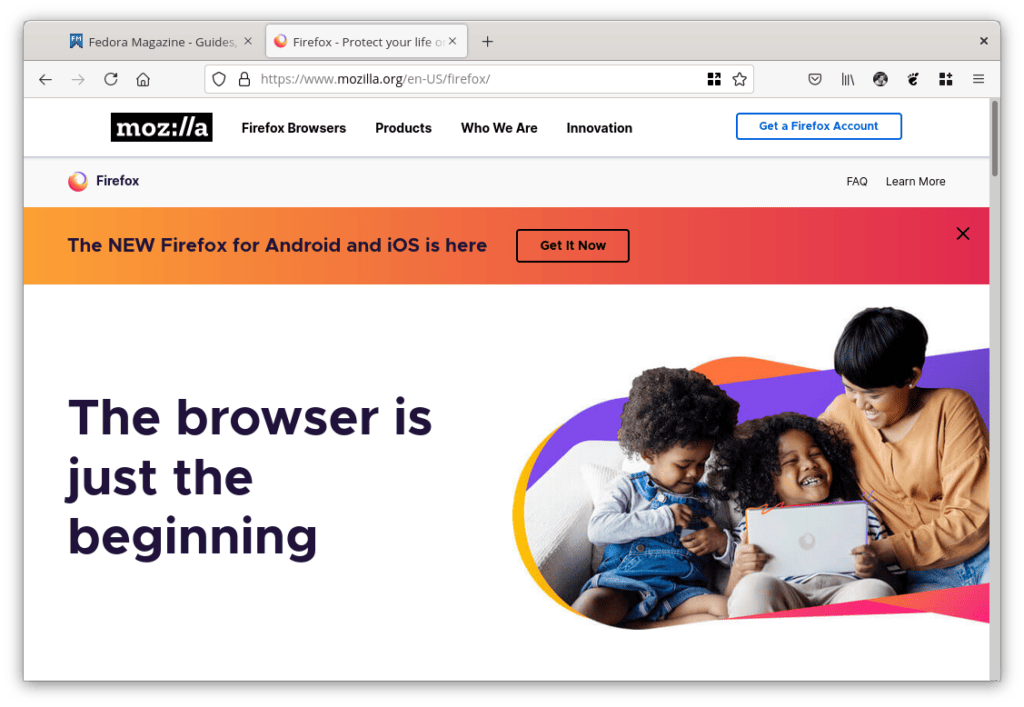 FM
Fedora Magazine - Guides,
Firefox - Protect your life o
https://www.mozilla.org/en-US/firefox/
moz://a
Firefox Browsers
Products
Who We Are
Innovation
Get a Firefox Account
Firefox
FAQ
Learn More
The NEW Firefox for Android and iOS is here
Get It Now
The browser is
just the
beginning